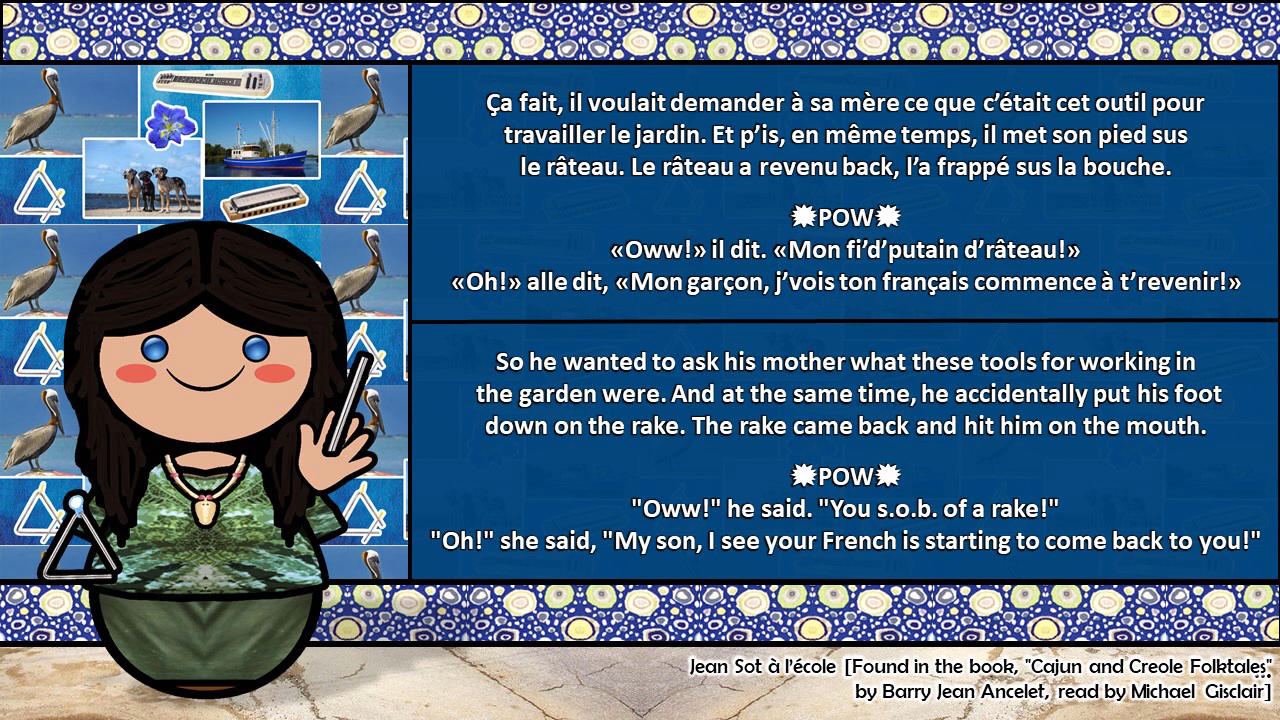 Ça fait, il voulait demander à sa mère ce que c’était cet outil pour
travailler le jardin. Et p’is, en même temps, il met son pied sus
le râteau. Le râteau a revenu back, l’a frappé sus la bouche.
✹POW✹
«Oww!» il dit. «Mon fi’d’putain d’râteau!»
«Oh!» alle dit, «Mon garçon, j’vois ton français commence à t’revenir!»
So he wanted to ask his mother what these tools for working in
the garden were. And at the same time, he accidentally put his foot
down on the rake. The rake came back and hit him on the mouth.
✹POW✹
"Oww!" he said. "You s.o.b. of a rake!"
"Oh!" she said, "My son, I see your French is starting to come back to you!"
Jean Sot à l'école [Found in the book, "Cajun and Creole Folktales"
by Barry Jean Ancelet, read by Michael Gisclair]